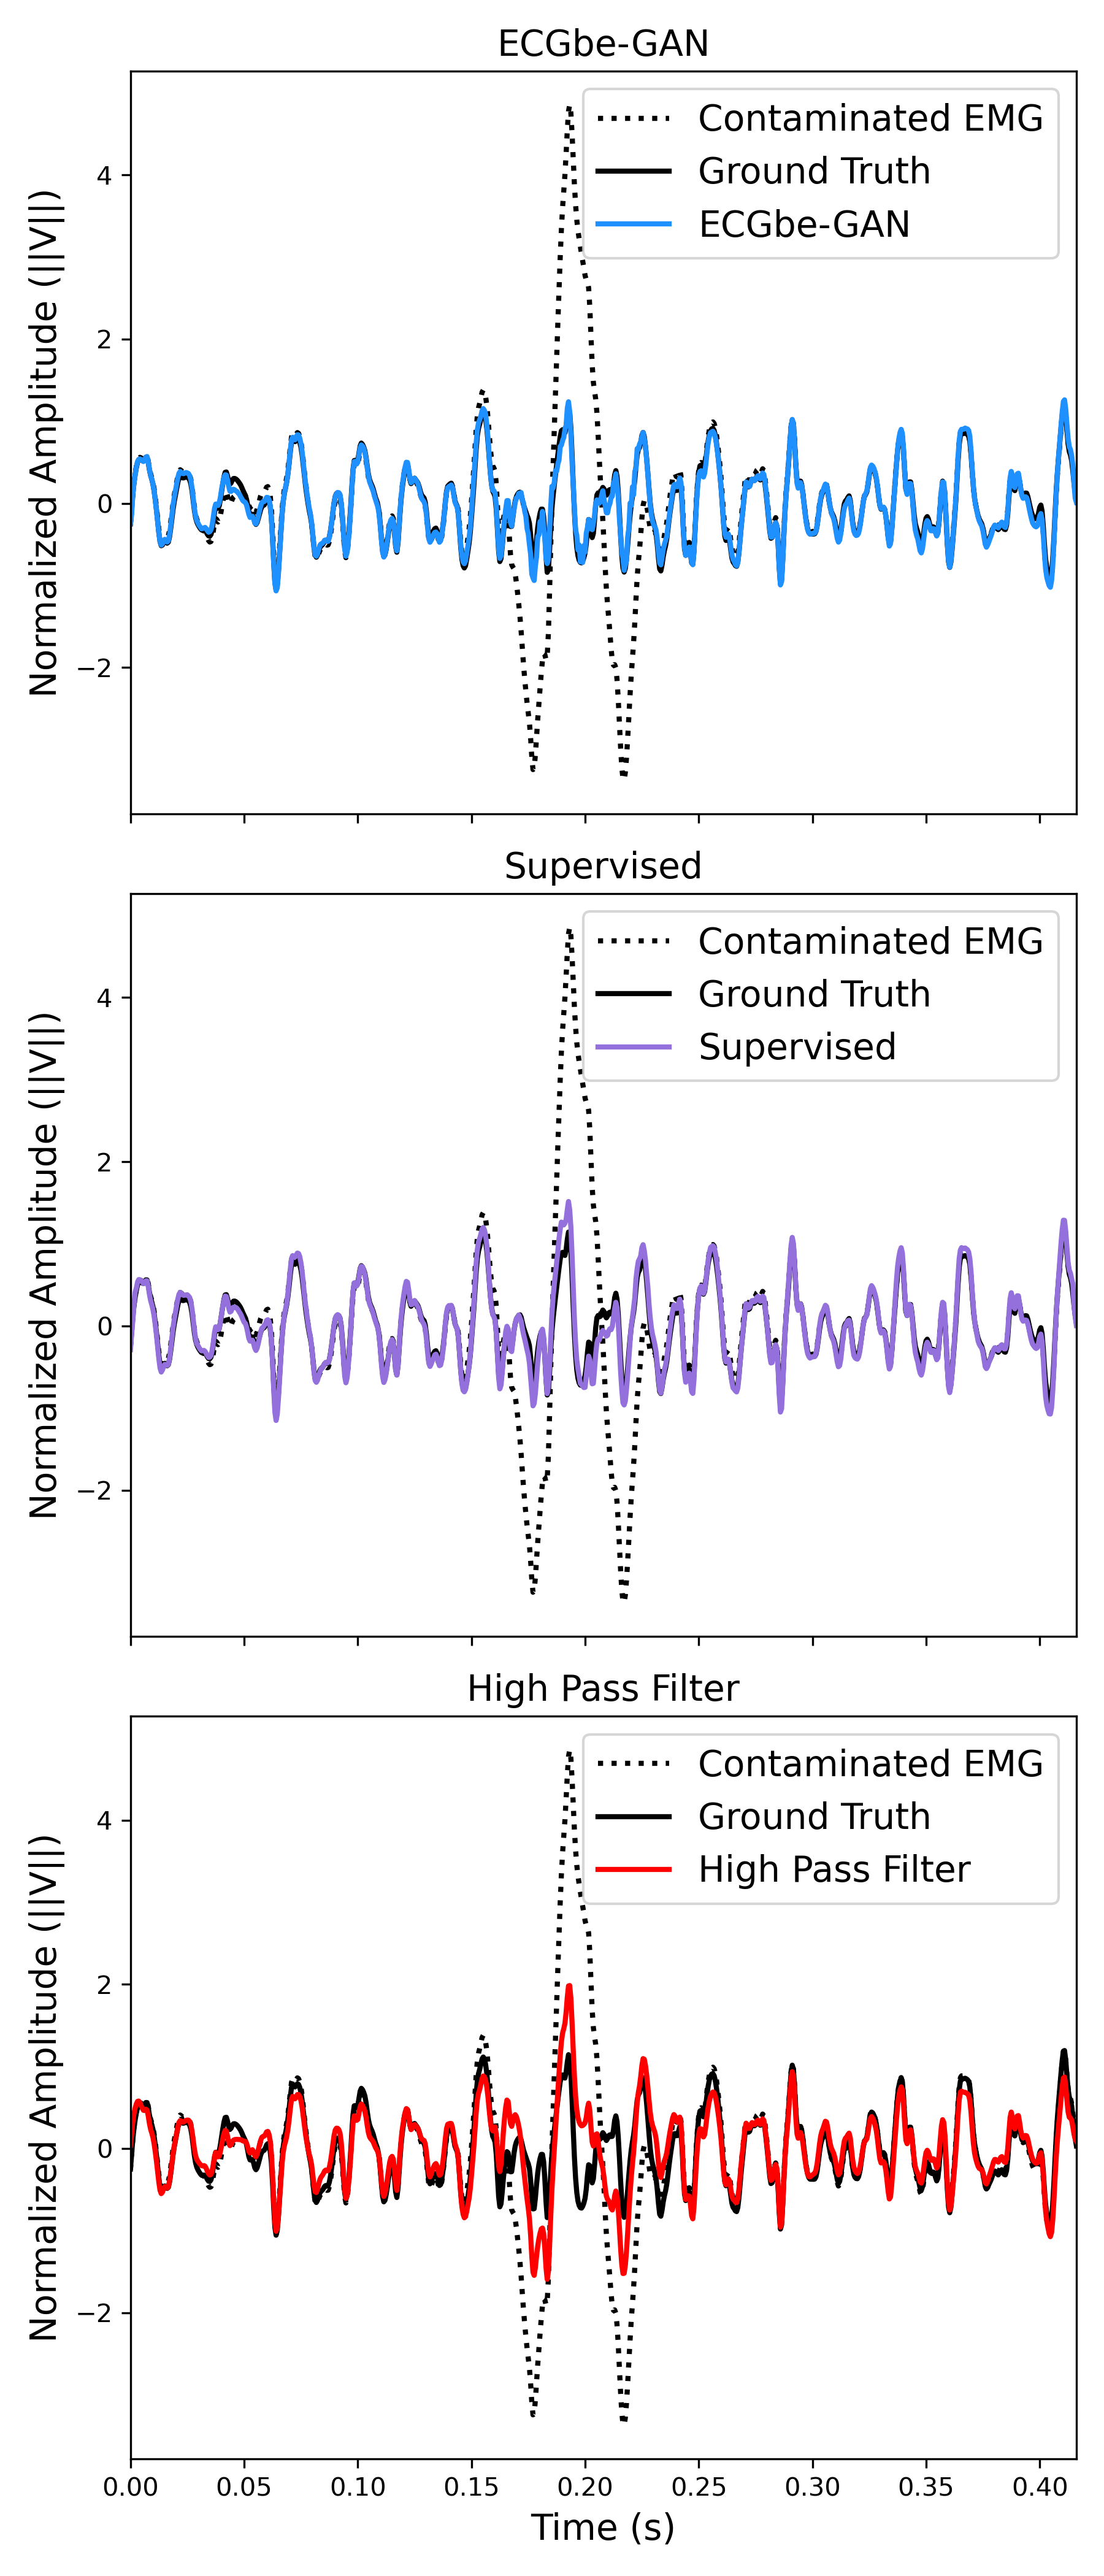 ECGbe-GAN
Contaminated EMG
Ground Truth
ECGbe-GAN
Normalized Amplitude (||V||)
4
2
0
−2
Supervised
Contaminated EMG
Ground Truth
Supervised
Normalized Amplitude (||V||)
4
2
0
−2
High Pass Filter
Contaminated EMG
Ground Truth
High Pass Filter
Normalized Amplitude (||V||)
4
2
0
−2
0.00 0.05 0.10 0.15 0.20 0.25 0.30 0.35 0.40
Time (s)